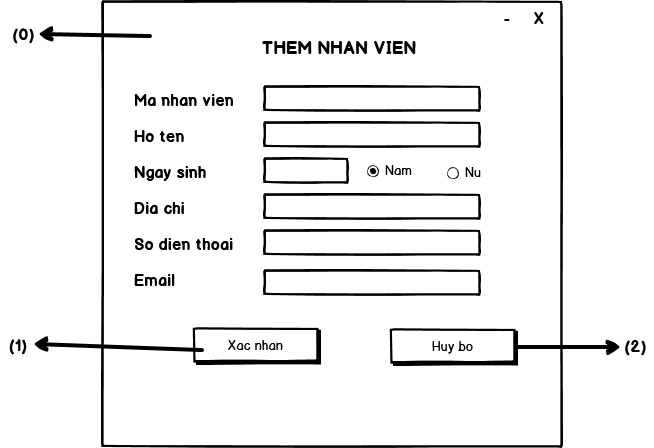 - X
(0)
THEM NHAN VIEN
Ma nhan vien
Ho ten
Ngay sinh Nam Nu
Dia chi
So dien thoai
Email
(1) Xac nhan Huy bo (2)